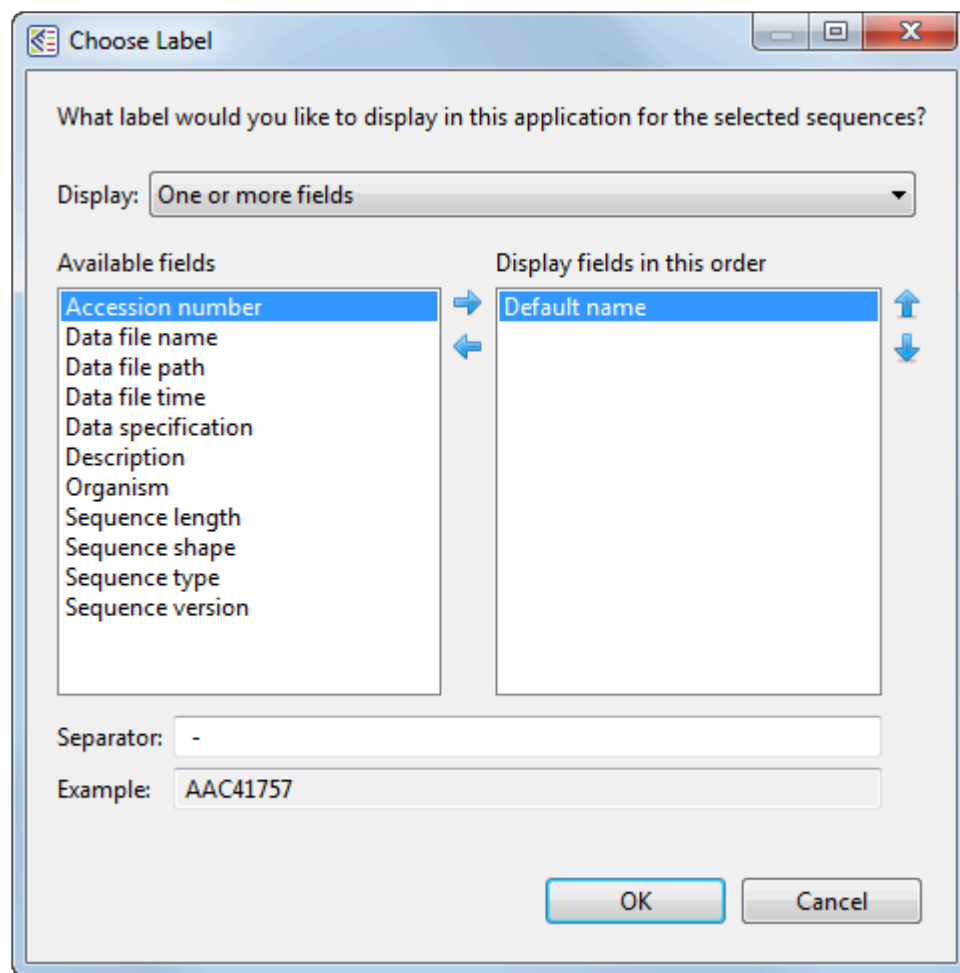 Choose Label
What label would you like to display in this application for the selected sequences?
Display: One or more fields
Available fields
Accession number
Data file name
Data file path
Data file time
Data specification
Description
Organism
Sequence length
Sequence shape
Sequence type
Sequence version
Display fields in this order
Default name
Separator: -
Example: AAC41757
OK
Cancel